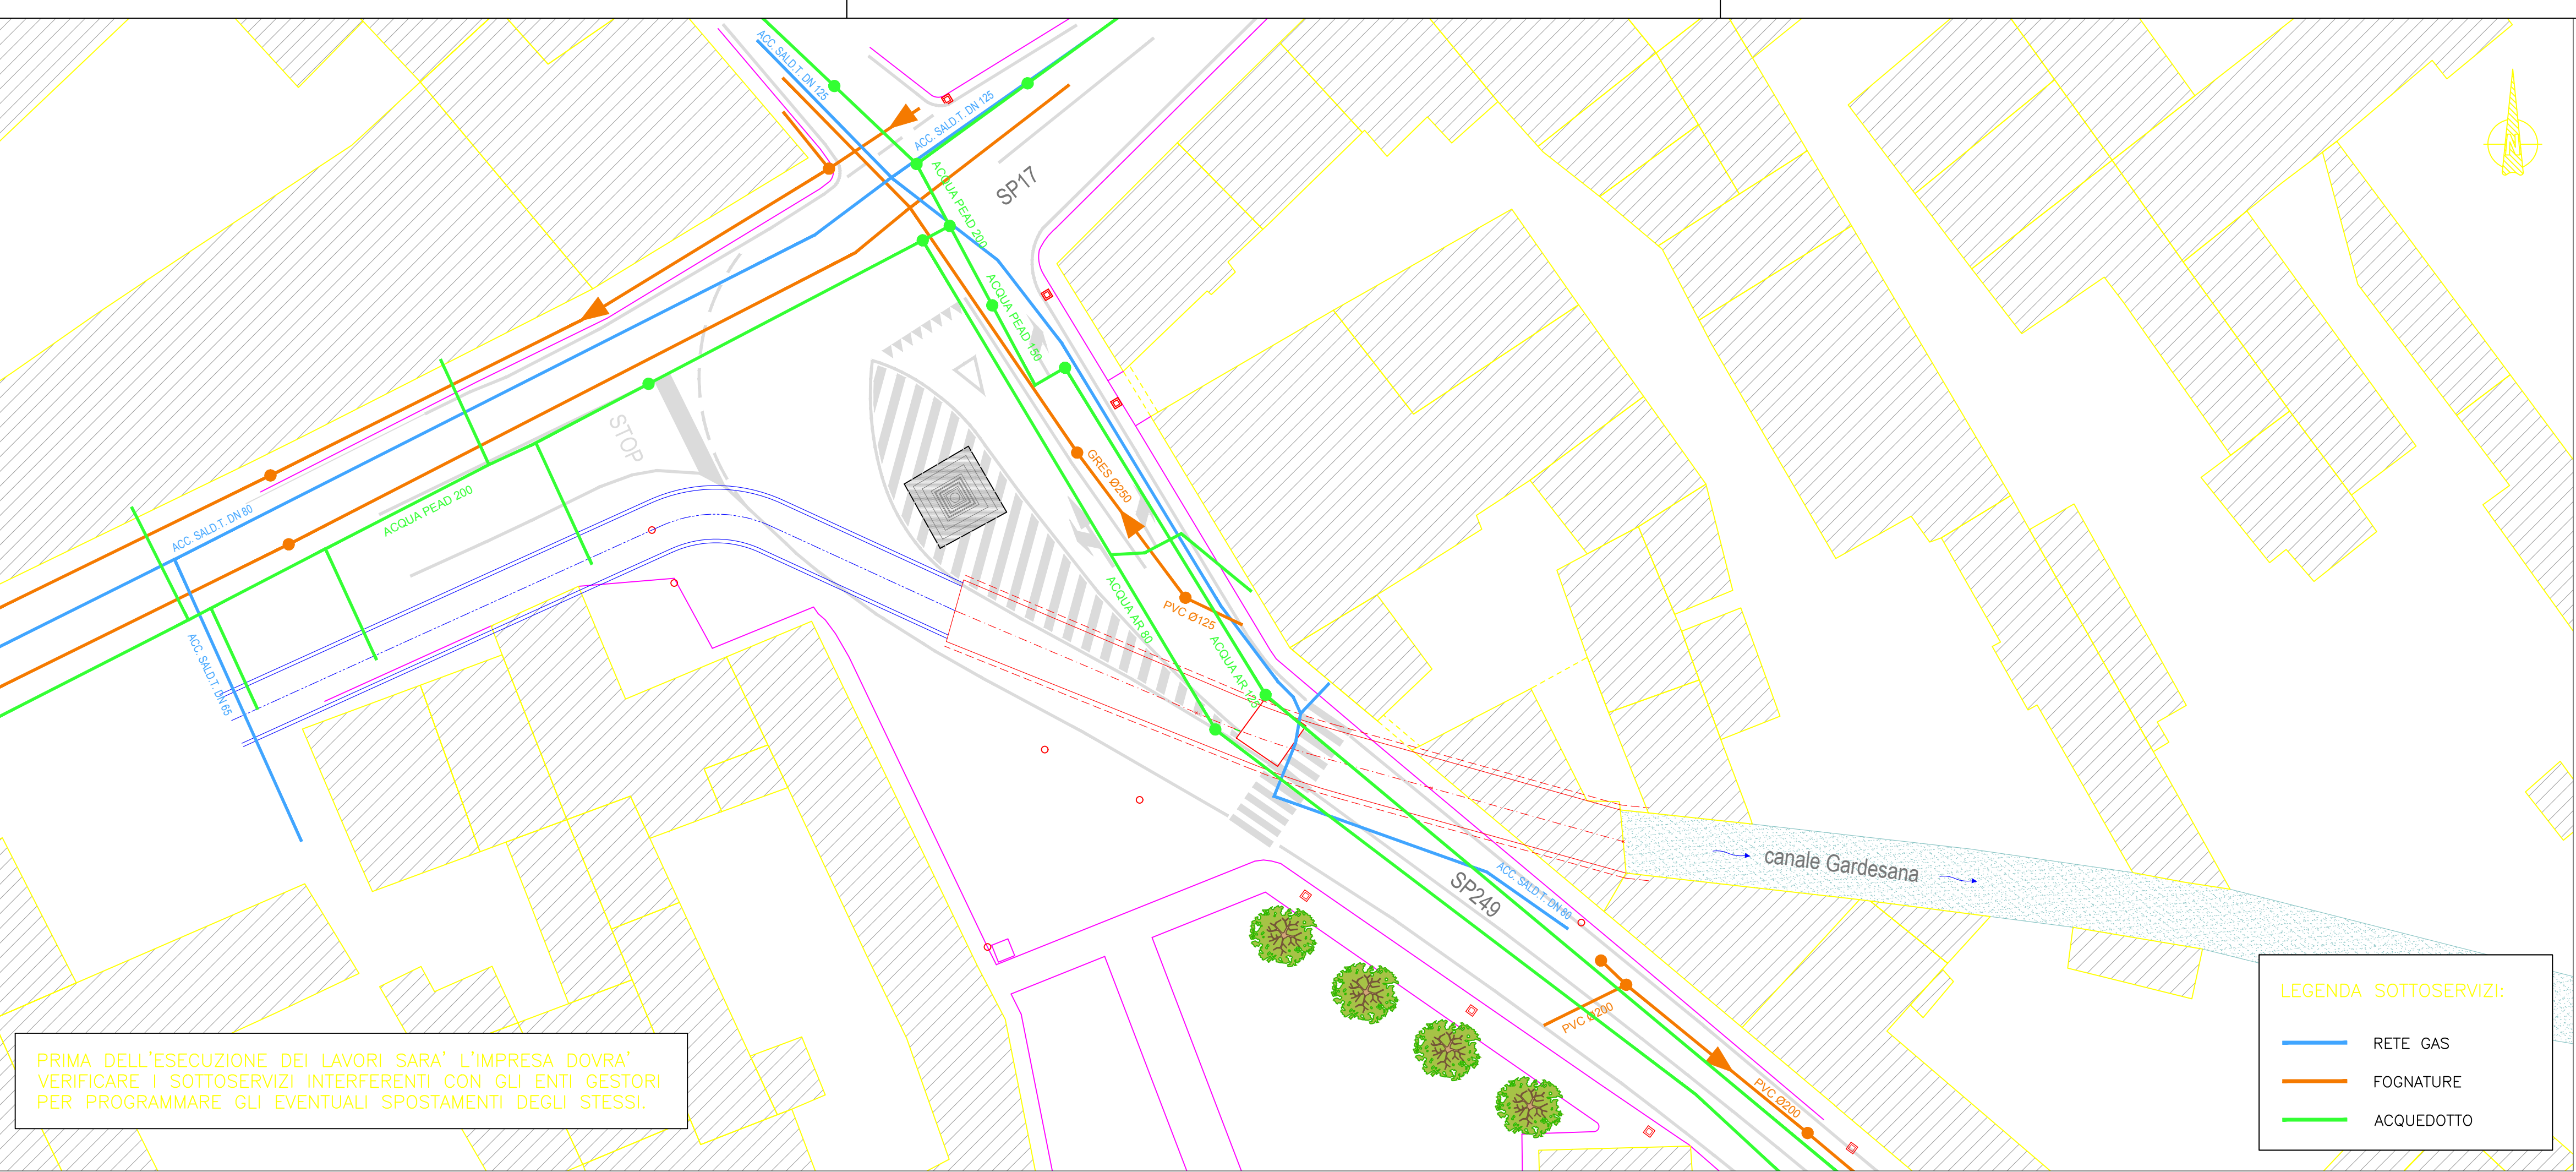 ACC. SALD.T. DN 125
ACC. SALD.T. DN 125
ACQUA PEAD 200
SP17
ACQUA PEAD 150
STOP
GRES Ø250
ACC. SALD.T. DN 80
ACQUA PEAD 200
PVC Ø125
ACQUA AR 80
ACQUA AR 125
ACC. SALD.T. DN 65
canale Gardesana
SP249
ACC. SALD.T. DN 80
PVC Ø200
PVC Ø200
PRIMA DELL'ESECUZIONE DEI LAVORI SARA' L'IMPRESA DOVRA'
VERIFICARE I SOTTOSERVIZI INTERFERENTI CON GLI ENTI GESTORI
PER PROGRAMMARE GLI EVENTUALI SPOSTAMENTI DEGLI STESSI.
LEGENDA SOTTOSERVIZI:
RETE GAS
FOGNATURE
ACQUEDOTTO